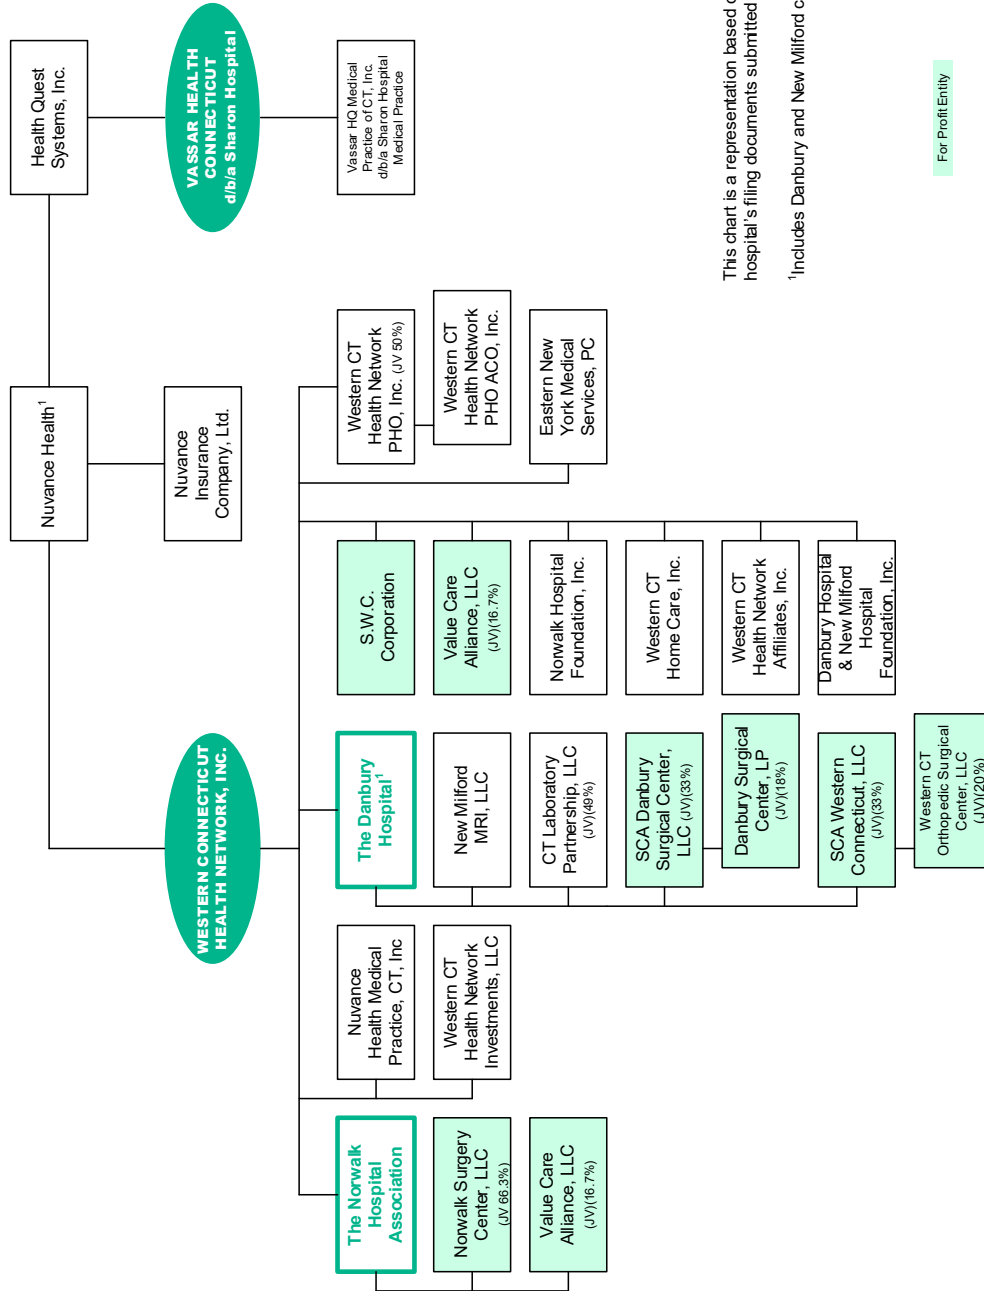 Nuvance Health¹
Health Quest
Systems, Inc.
Nuvance
Insurance
Company, Ltd.
WESTERN CONNECTICUT
HEALTH NETWORK, INC.
VASSAR HEALTH
CONNECTICUT
d/b/a Sharon Hospital
Vassar HQ Medical
Practice of CT, Inc.
d/b/a Sharon Hospital
Medical Practice
The Norwalk
Hospital
Association
Norwalk Surgery
Center, LLC
(JV 66.3%)
Value Care
Alliance, LLC
(JV)(16.7%)
Nuvance
Health Medical
Practice, CT, Inc
Western CT
Health Network
Investments, LLC
The Danbury
Hospital¹
New Milford
MRI, LLC
CT Laboratory
Partnership, LLC
(JV)(49%)
SCA Danbury
Surgical Center,
LLC (JV)(33%)
Danbury Surgical
Center, LP
(JV)(18%)
SCA Western
Connecticut, LLC
(JV)(33%)
Western CT
Orthopedic Surgical
Center, LLC
(JV)(20%)
S.W.C.
Corporation
Value Care
Alliance, LLC
(JV)(16.7%)
Norwalk Hospital
Foundation, Inc.
Western CT
Home Care, Inc.
Western CT
Health Network
Affiliates, Inc.
Danbury Hospital
& New Milford
Hospital
Foundation, Inc.
Western CT
Health Network
PHO, Inc. (JV 50%)
Western CT
Health Network
PHO ACO, Inc.
Eastern New
York Medical
Services, PC
This chart is a representation based
hospital's filing documents submitted
¹Includes Danbury and New Milford
For Profit Entity